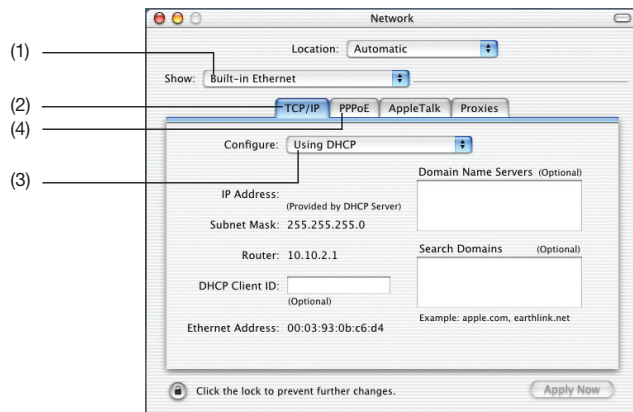 Network
Location: Automatic
(1)
Show: Built-in Ethernet
(2)
TCP/IP PPPoE AppleTalk Proxies
(4)
Configure: Using DHCP
(3)
Domain Name Servers (Optional)
IP Address:
(Provided by DHCP Server)
Subnet Mask: 255.255.255.0
Router: 10.10.2.1
Search Domains (Optional)
DHCP Client ID:
(Optional)
Example: apple.com, earthlink.net
Ethernet Address: 00:03:93:0b:c6:d4
Click the lock to prevent further changes.
Apply Now